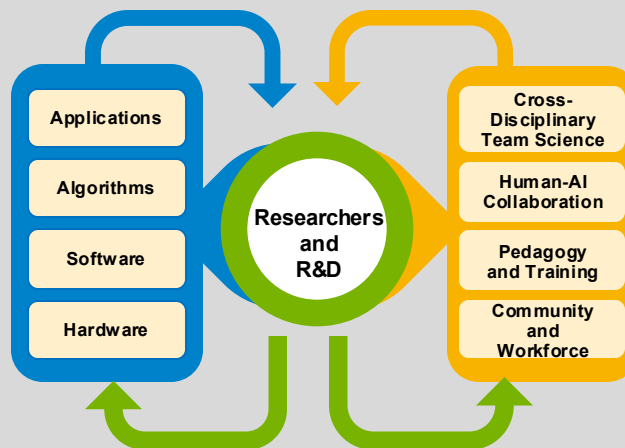 Applications
Algorithms
Software
Hardware
Researchers
and
R&D
Cross-
Disciplinary
Team Science
Human-AI
Collaboration
Pedagogy
and Training
Community
and
Workforce